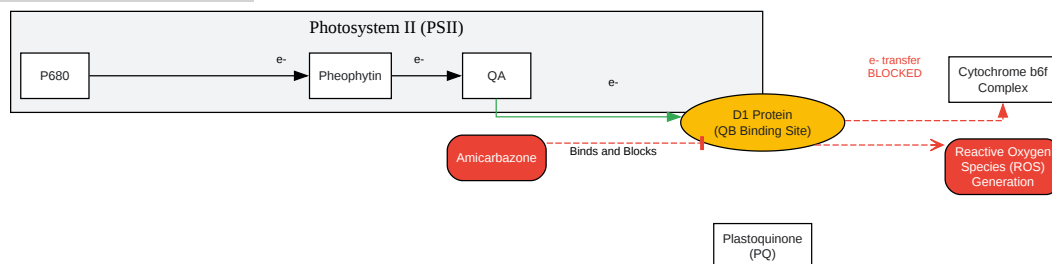 Photosystem II (PSII)
P680
e-
Pheophytin
e-
QA
e-
e- transfer
BLOCKED
Cytochrome b6f
Complex
D1 Protein
(QB Binding Site)
Amicarbazone
Binds and Blocks
Reactive Oxygen
Species (ROS)
Generation
Plastoquinone
(PQ)